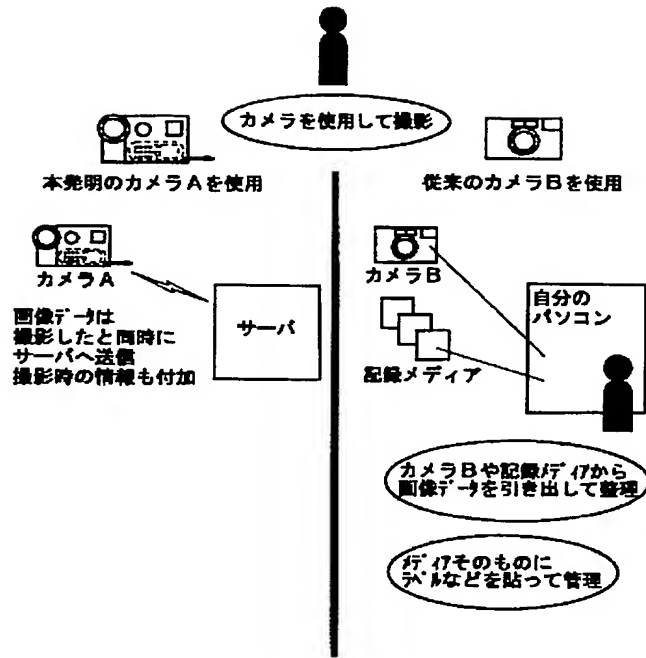 カメラを使用して撮影
本発明のカメラAを使用
従来のカメラBを使用
カメラA
画像データは
撮影したと同時に
サーバへ送信
撮影時の情報も付加
サーバ
カメラB
記録メディア
自分の
パソコン
カメラBや記録メディアから
画像データを引き出して整理
メディアそのものに
ラベルなどを貼って管理